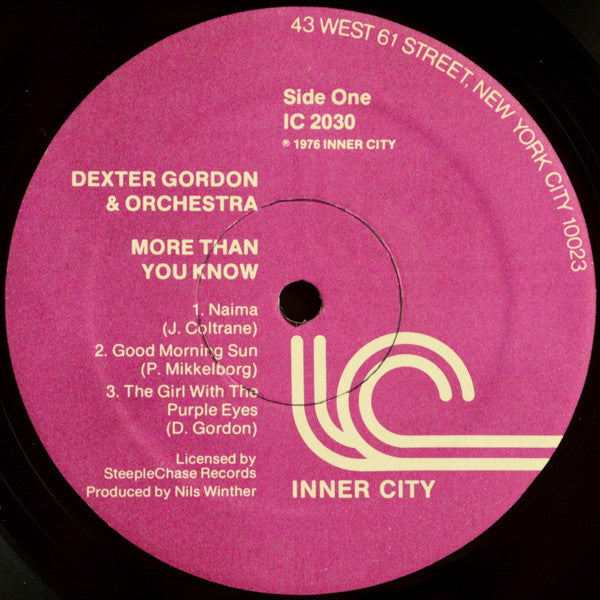 43 WEST 61 STREET, NEW YORK CITY 10023
Side One
IC 2030
℗ 1976 INNER CITY
DEXTER GORDON
& ORCHESTRA
MORE THAN
YOU KNOW
1. Naima
(J. Coltrane)
2. Good Morning Sun
(P. Mikkelborg)
3. The Girl With The
Purple Eyes
(D. Gordon)
Licensed by
SteepleChase Records
Produced by Nils Winther
IC
INNER CITY